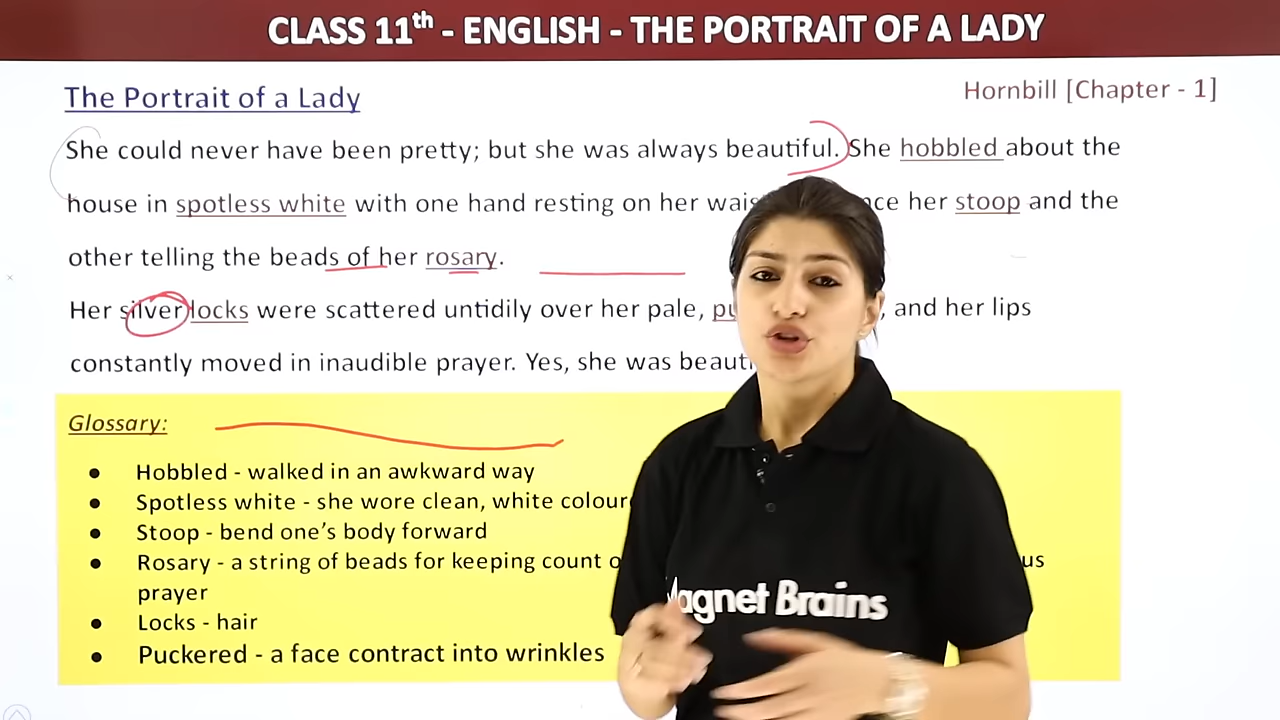 CLASS 11th - ENGLISH - THE PORTRAIT OF A LADY
The Portrait of a Lady
Hornbill [Chapter - 1]
She could never have been pretty; but she was always beautiful. She hobbled about the
house in spotless white with one hand resting on her her stoop and the
other telling the beads of her rosary.
Her silver locks were scattered untidily over her pale, , and her lips
constantly moved in inaudible prayer. Yes, she was
Glossary:
● Hobbled - walked in an awkward way
● Spotless white - she wore clean, white
● Stoop - bend one's body forward
● Rosary - a string of beads for keeping count
prayer
● Locks - hair
● Puckered - a face contract into wrinkles
Magnet Brains